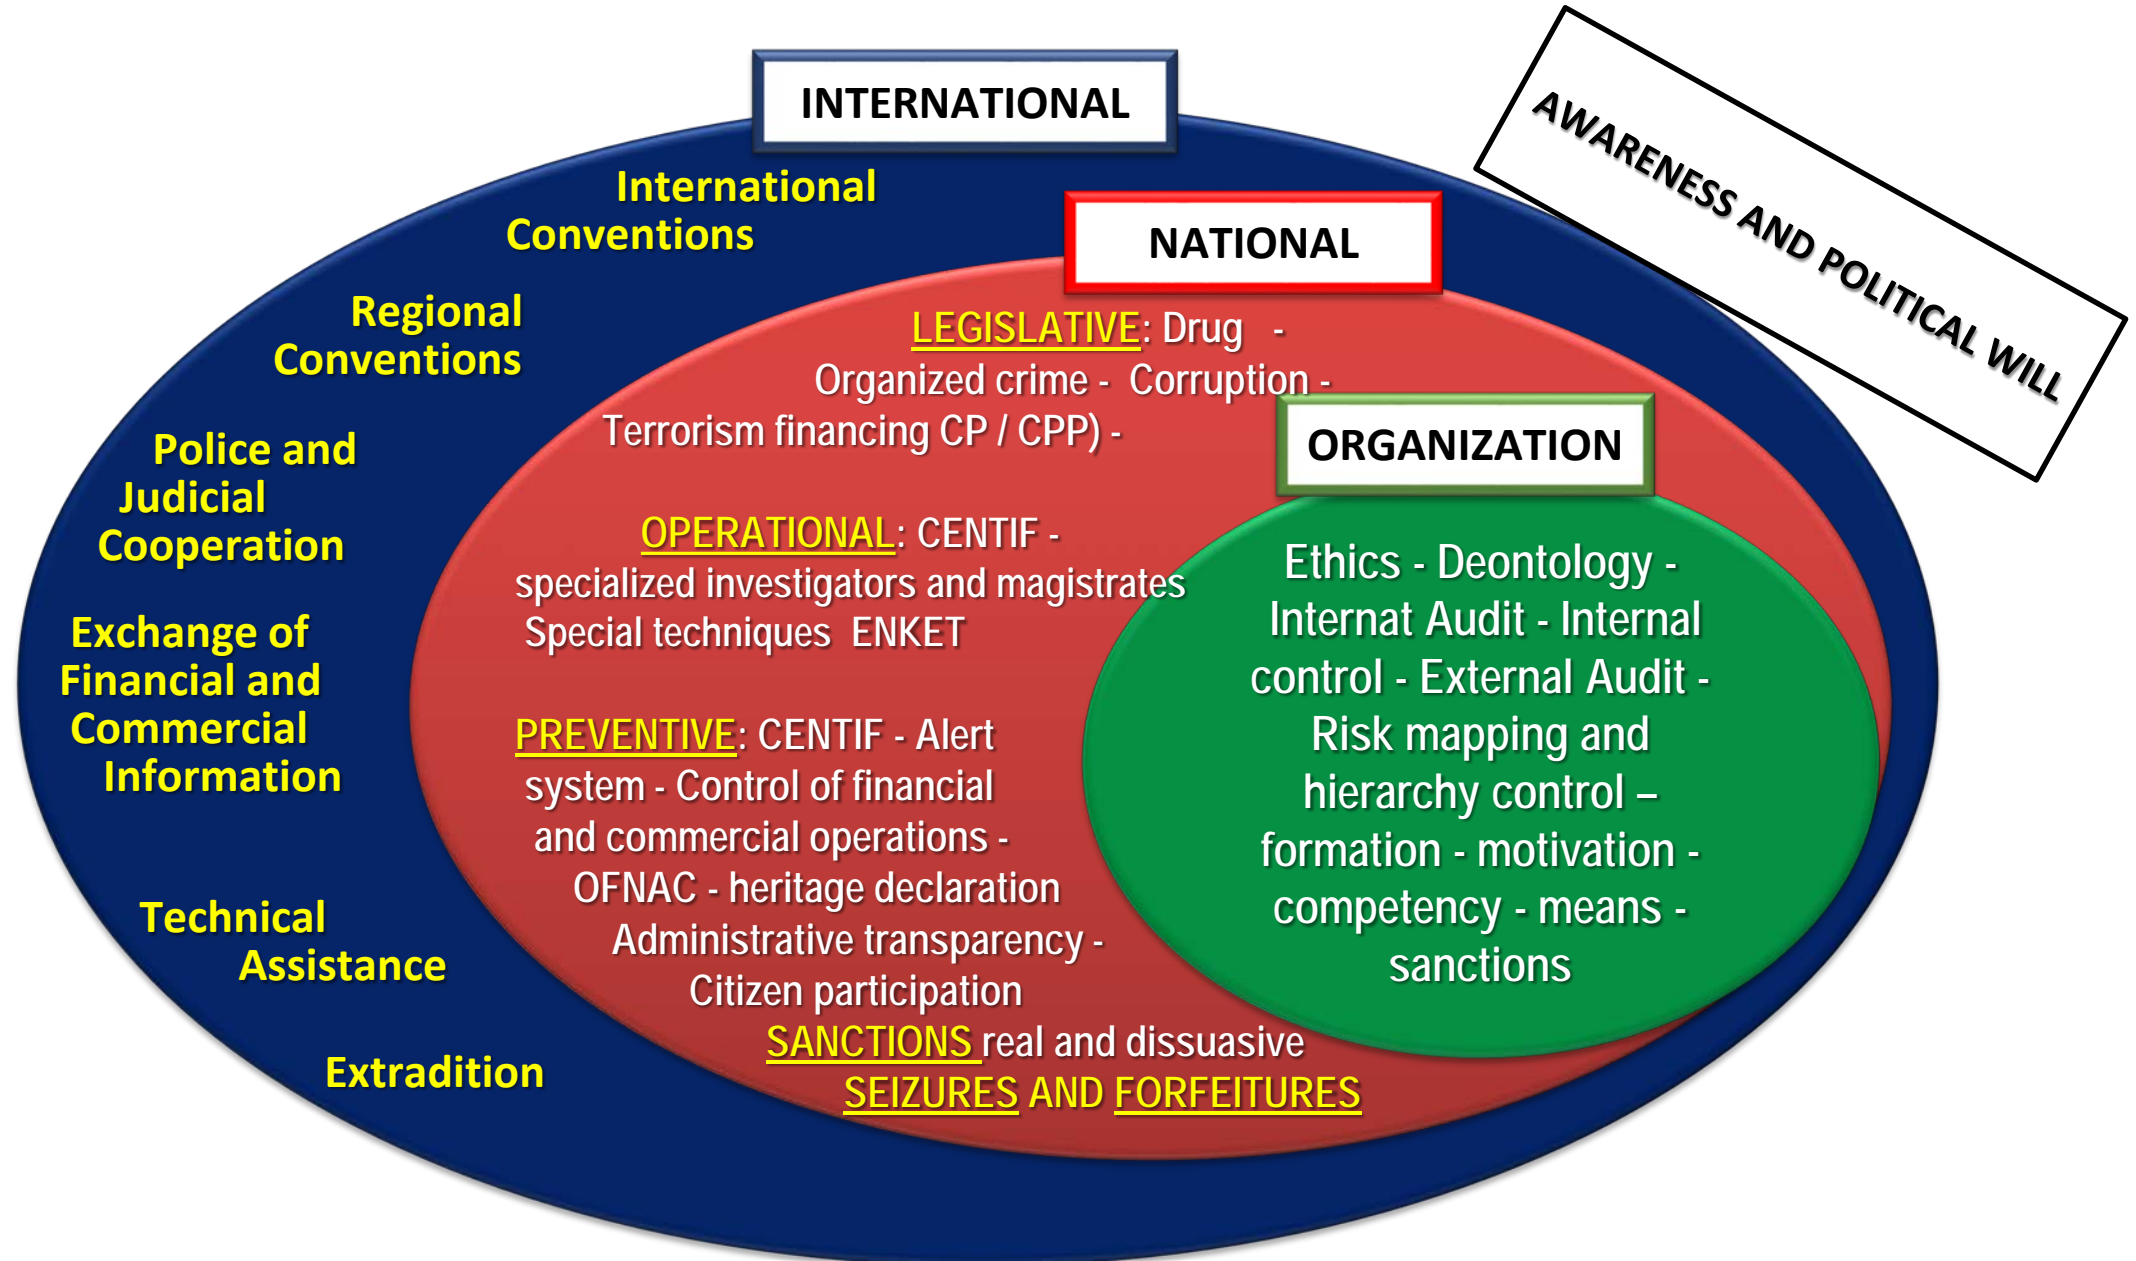 INTERNATIONAL
AWARENESS AND POLITICAL WILL
International
Conventions
NATIONAL
Regional
Conventions
LEGISLATIVE: Drug -
Organized crime - Corruption -
Terrorism financing CP / CPP) -
ORGANIZATION
Police and
Judicial
Cooperation
OPERATIONAL: CENTIF -
specialized investigators and magistrates
Special techniques ENKET
Ethics - Deontology -
Internat Audit - Internal
control - External Audit -
Risk mapping and
hierarchy control –
formation - motivation -
competency - means -
sanctions
Exchange of
Financial and
Commercial
Information
PREVENTIVE: CENTIF - Alert
system - Control of financial
and commercial operations -
OFNAC - heritage declaration
Administrative transparency -
Citizen participation
SANCTIONS real and dissuasive
SEIZURES AND FORFEITURES
Technical
Assistance
Extradition